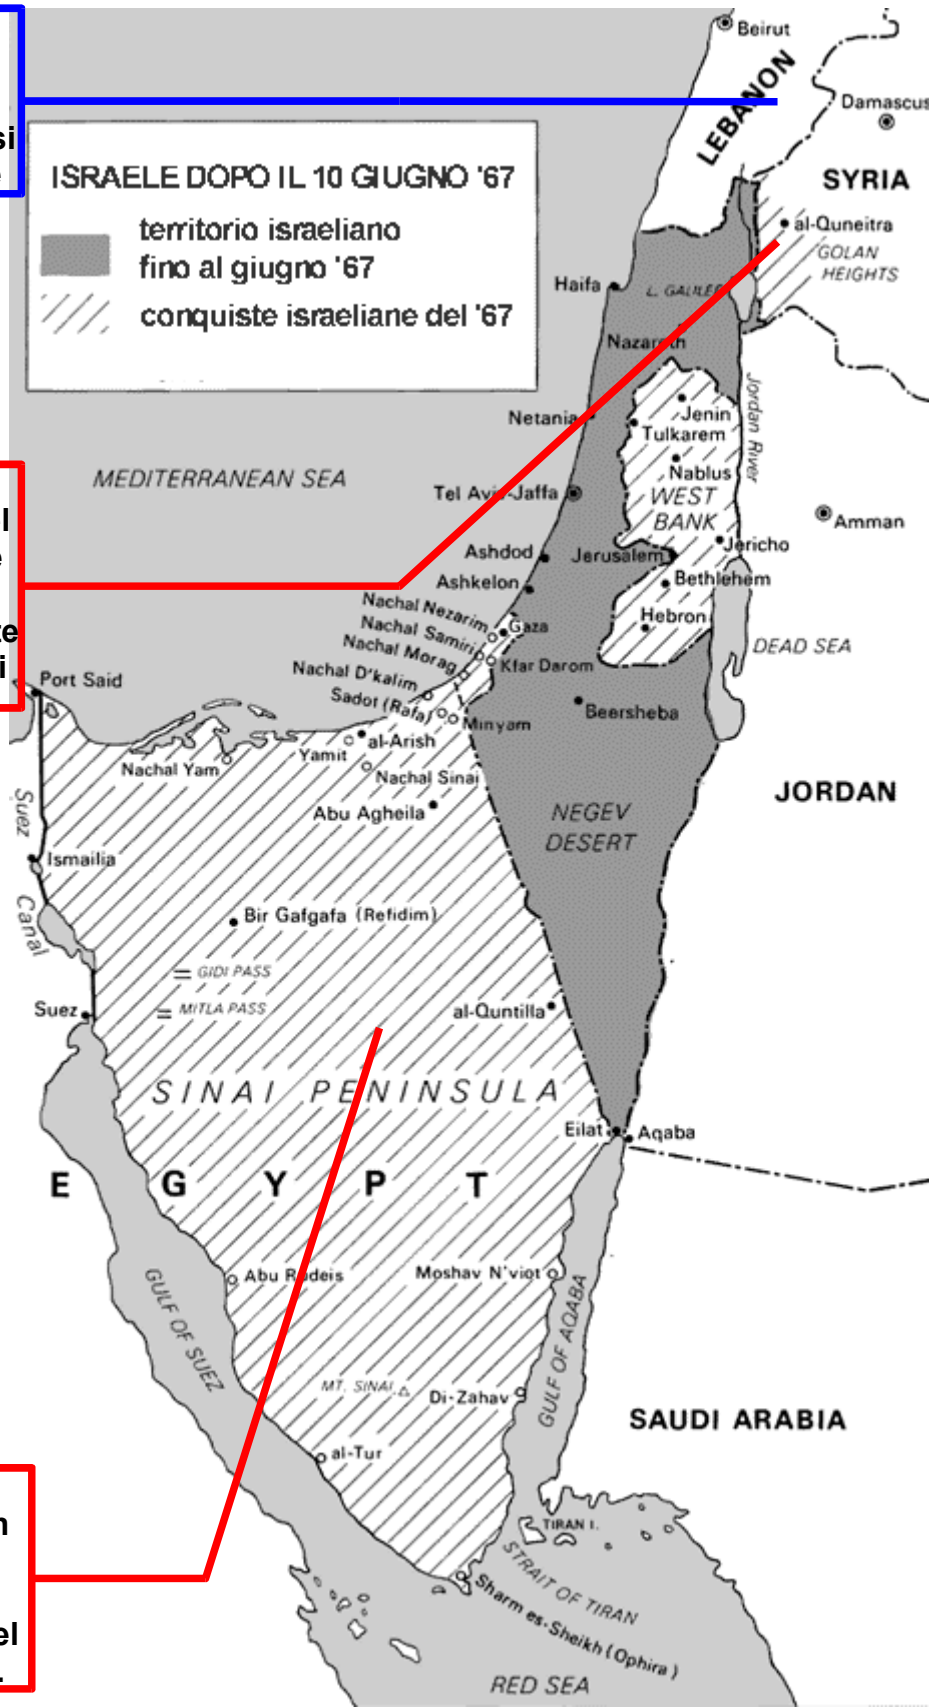 Beirut
LEBANON
Damascus
SYRIA
si
ISRAELE DOPO IL 10 GIUGNO '67
territorio israeliano
fino al giugno '67
conquiste israeliane del '67
al-Quneitra
GOLAN
HEIGHTS
Haifa
L. GALILEE
Nazareth
Jordan River
Netania
Jenin
Tulkarem
Nablus
MEDITERRANEAN SEA
Tel Aviv-Jaffa
WEST
BANK
Amman
Ashdod
Jerusalem
Jericho
Ashkelon
Bethlehem
Nachal Nezarim
Gaza
Hebron
Nachal Samiri
DEAD SEA
Nachal Morag
Kfar Darom
te
i
Port Said
Nachal D'kalim
Sadot (Rafa)
Minyam
Beersheba
Yamit
al-Arish
Nachal Yam
Nachal Sinai
JORDAN
Suez
Canal
Abu Agheila
NEGEV
DESERT
Ismailia
Bir Gafgafa (Refidim)
GIDI PASS
MITLA PASS
Suez
al-Quntilla
SINAI PENINSULA
Eilat
Aqaba
EGYPT
Abu Rudeis
Moshav N'viot
GULF OF SUEZ
GULF OF AQABA
MT. SINAI
Di-Zahav
SAUDI ARABIA
al-Tur
TIRAN I.
STRAIT OF TIRAN
Sharm es-Sheikh (Ophira)
el
.
RED SEA